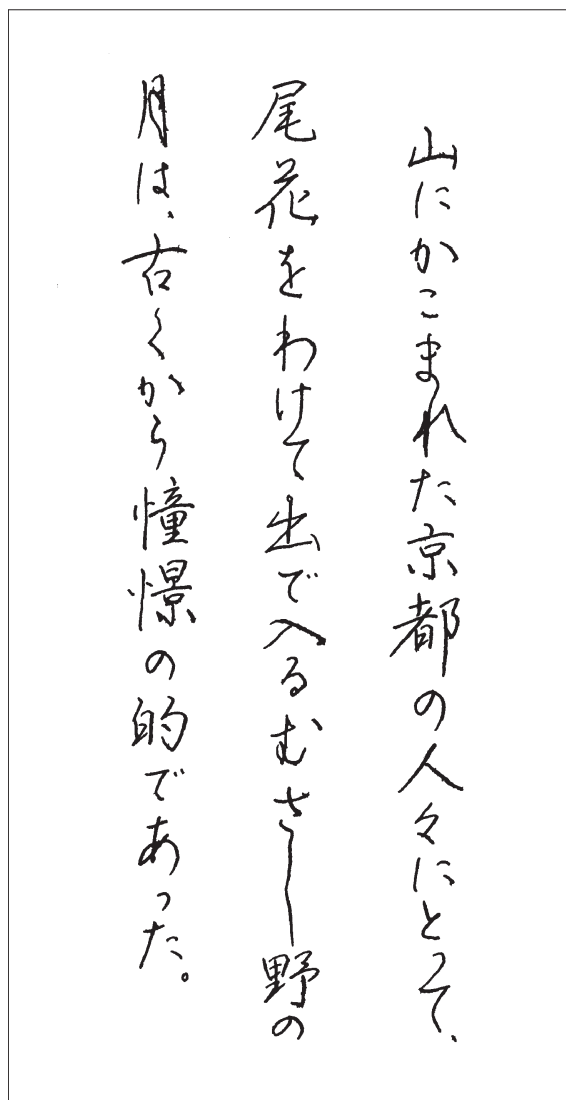 山にかこまれた京都の人々にとって、
尾花をわけて出で入るむさし野の
月は、古くから憧憬の的であった。